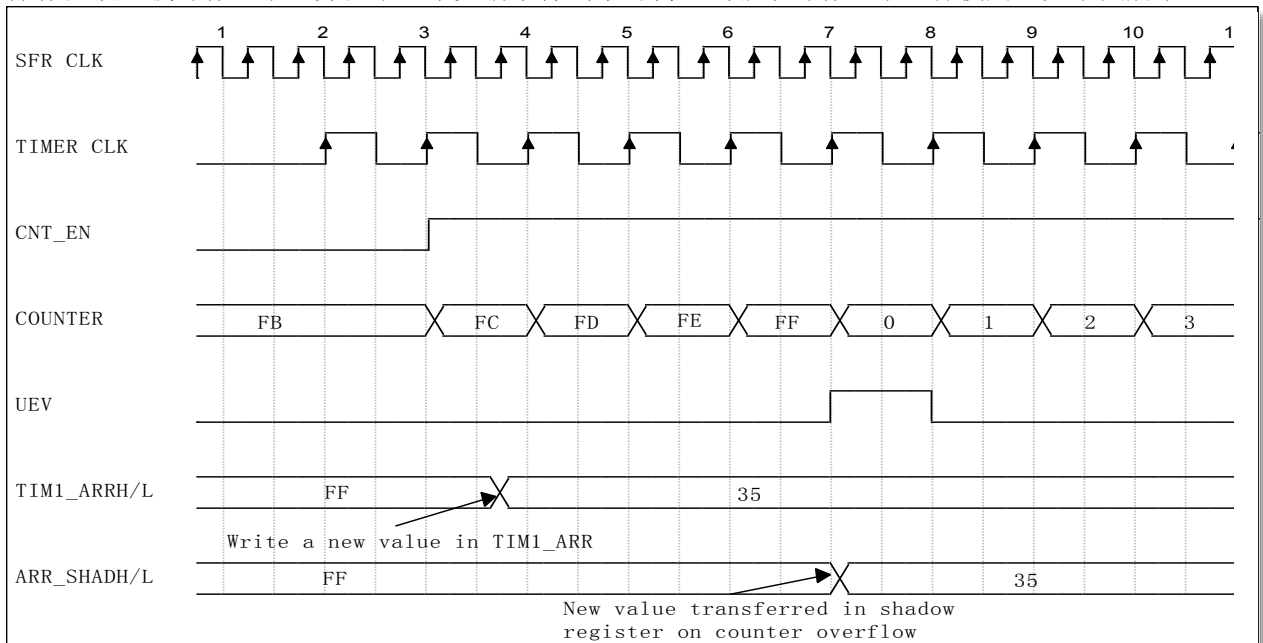 1 2 3 4 5 6 7 8 9 10 1
SFR CLK
TIMER CLK
CNT_EN
COUNTER FB FC FD FE FF 0 1 2 3
UEV
TIM1_ARRH/L FF 35
Write a new value in TIM1_ARR
ARR_SHADH/L FF 35
New value transferred in shadow
register on counter overflow